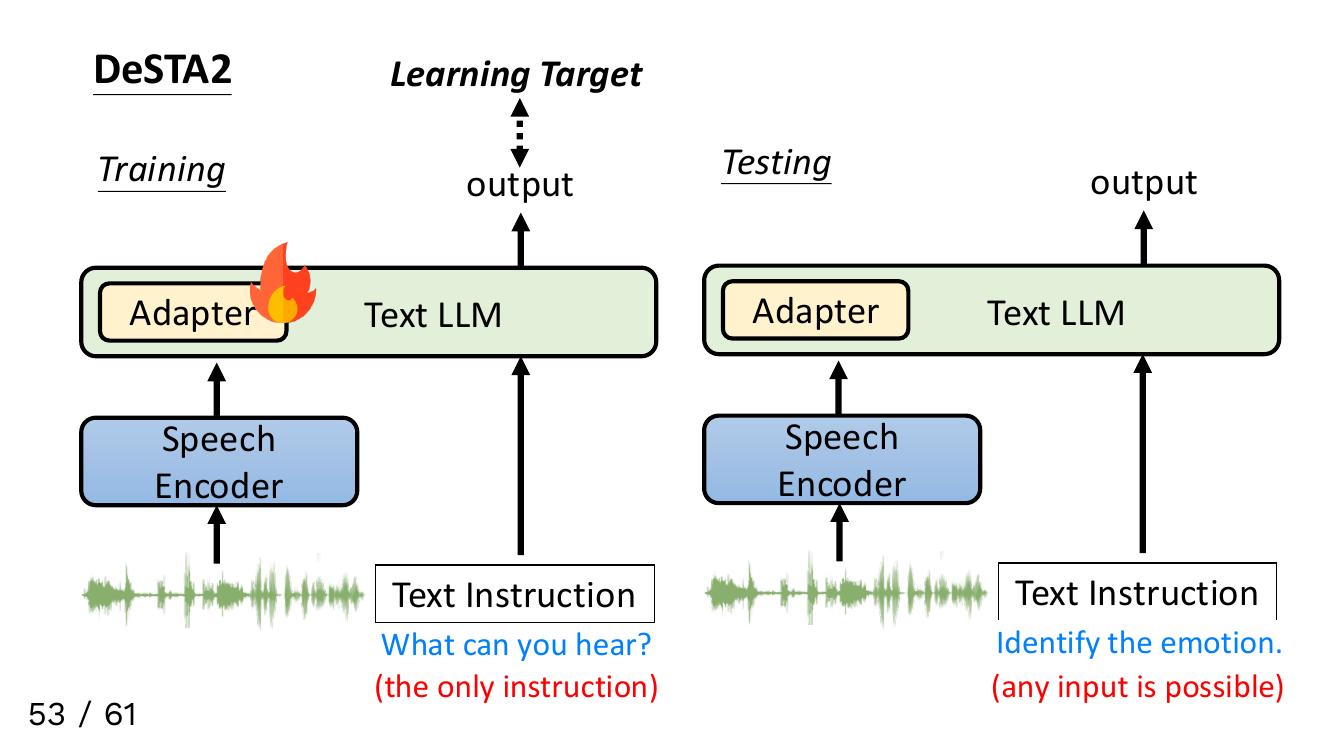 DeSTA2
Learning Target
Training
output
Adapter
Text LLM
Speech
Encoder
Text Instruction
What can you hear?
(the only instruction)
Testing
output
Adapter
Text LLM
Speech
Encoder
Text Instruction
Identify the emotion.
(any input is possible)
53 / 61